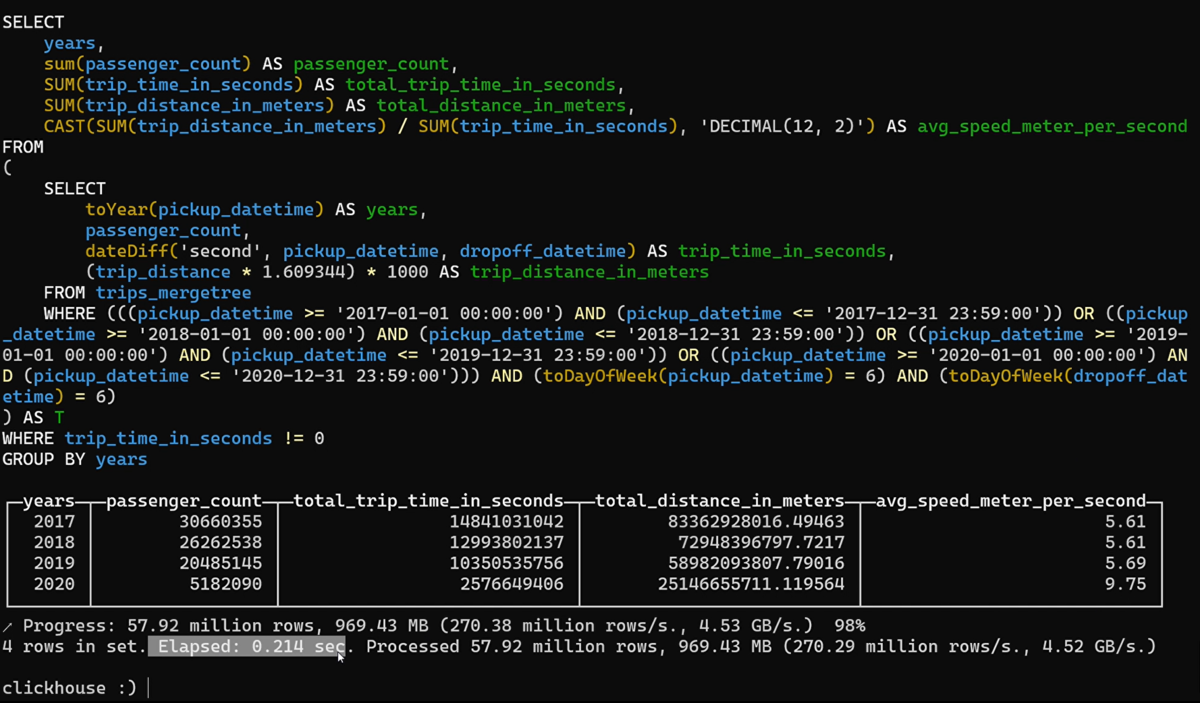 SELECT
    years,
    sum(passenger_count) AS passenger_count,
    SUM(trip_time_in_seconds) AS total_trip_time_in_seconds,
    SUM(trip_distance_in_meters) AS total_distance_in_meters,
    CAST(SUM(trip_distance_in_meters) / SUM(trip_time_in_seconds), 'DECIMAL(12, 2)') AS avg_speed_meter_per_second
FROM
(
    SELECT
        toYear(pickup_datetime) AS years,
        passenger_count,
        dateDiff('second', pickup_datetime, dropoff_datetime) AS trip_time_in_seconds,
        (trip_distance * 1.609344) * 1000 AS trip_distance_in_meters
    FROM trips_mergetree
    WHERE (((pickup_datetime >= '2017-01-01 00:00:00') AND (pickup_datetime <= '2017-12-31 23:59:00')) OR ((pickup
_datetime >= '2018-01-01 00:00:00') AND (pickup_datetime <= '2018-12-31 23:59:00')) OR ((pickup_datetime >= '2019-
01-01 00:00:00') AND (pickup_datetime <= '2019-12-31 23:59:00')) OR ((pickup_datetime >= '2020-01-01 00:00:00') AN
D (pickup_datetime <= '2020-12-31 23:59:00'))) AND (toDayOfWeek(pickup_datetime) = 6) AND (toDayOfWeek(dropoff_dat
etime) = 6)
) AS T
WHERE trip_time_in_seconds != 0
GROUP BY years
years passenger_count total_trip_time_in_seconds total_distance_in_meters avg_speed_meter_per_second
2017 30660355 14841031042 83362928016.49463 5.61
2018 26262538 12993802137 72948396797.7217 5.61
2019 20485145 10350535756 58982093807.79016 5.69
2020 5182090 2576649406 25146655711.119564 9.75
Progress: 57.92 million rows, 969.43 MB (270.38 million rows/s., 4.53 GB/s.) 98%
4 rows in set. Elapsed: 0.214 sec. Processed 57.92 million rows, 969.43 MB (270.29 million rows/s., 4.52 GB/s.)
clickhouse :)